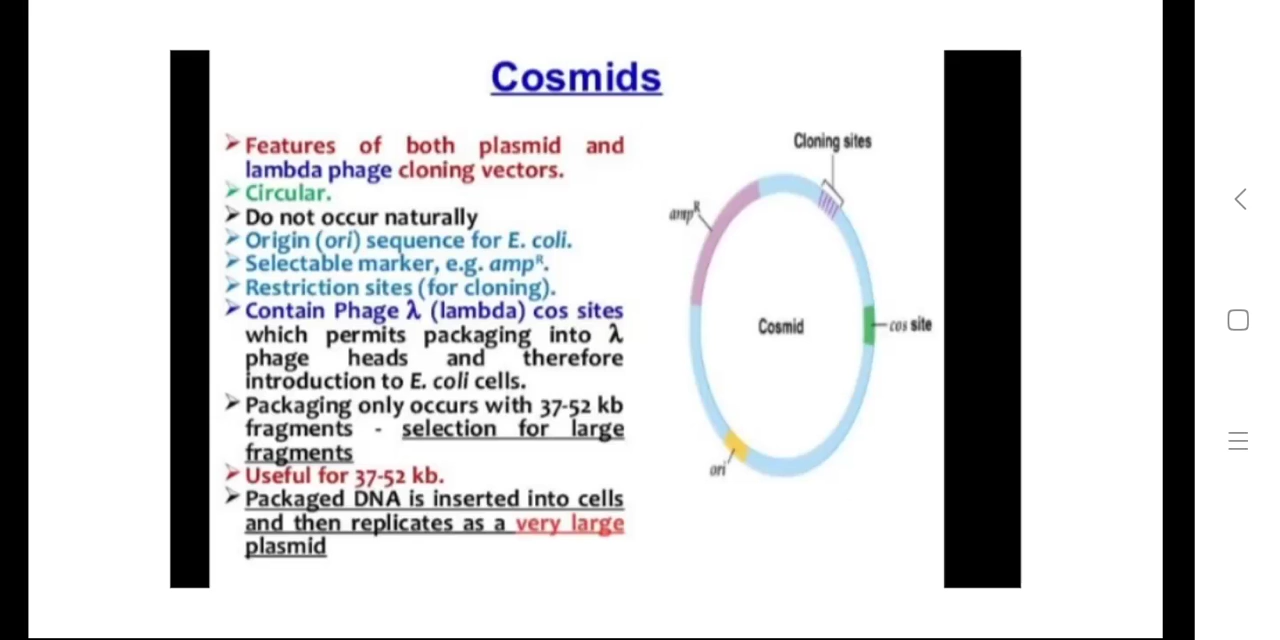 Cosmids
➢ Features of both plasmid and
lambda phage cloning vectors.
➢ Circular.
➢ Do not occur naturally
➢ Origin (ori) sequence for E. coli.
➢ Selectable marker, e.g. ampᴿ.
➢ Restriction sites (for cloning).
➢ Contain Phage λ (lambda) cos sites
which permits packaging into λ
phage heads and therefore
introduction to E. coli cells.
➢ Packaging only occurs with 37-52 kb
fragments - selection for large
fragments
➢ Useful for 37-52 kb.
➢ Packaged DNA is inserted into cells
and then replicates as a very large
plasmid
Cloning sites
ampᴿ
Cosmid
cos site
ori